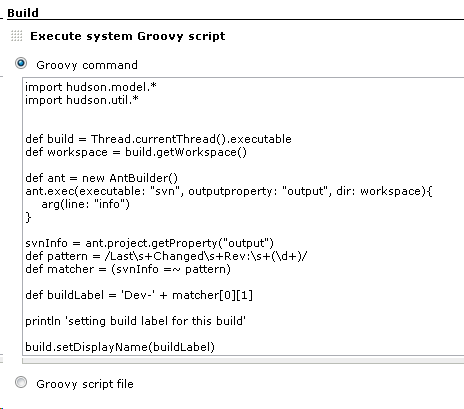 Build
Execute system Groovy script
Groovy command
import hudson.model.*
import hudson.util.*
def build = Thread.currentThread().executable
def workspace = build.getWorkspace()
def ant = new AntBuilder()
ant.exec(executable: "svn", outputproperty: "output", dir: workspace){
arg(line: "info")
}
svnInfo = ant.project.getProperty("output")
def pattern = /Last\s+Changed\s+Rev:\s+(\d+)/
def matcher = (svnInfo =~ pattern)
def buildLabel = 'Dev-' + matcher[0][1]
println 'setting build label for this build'
build.setDisplayName(buildLabel)
Groovy script file